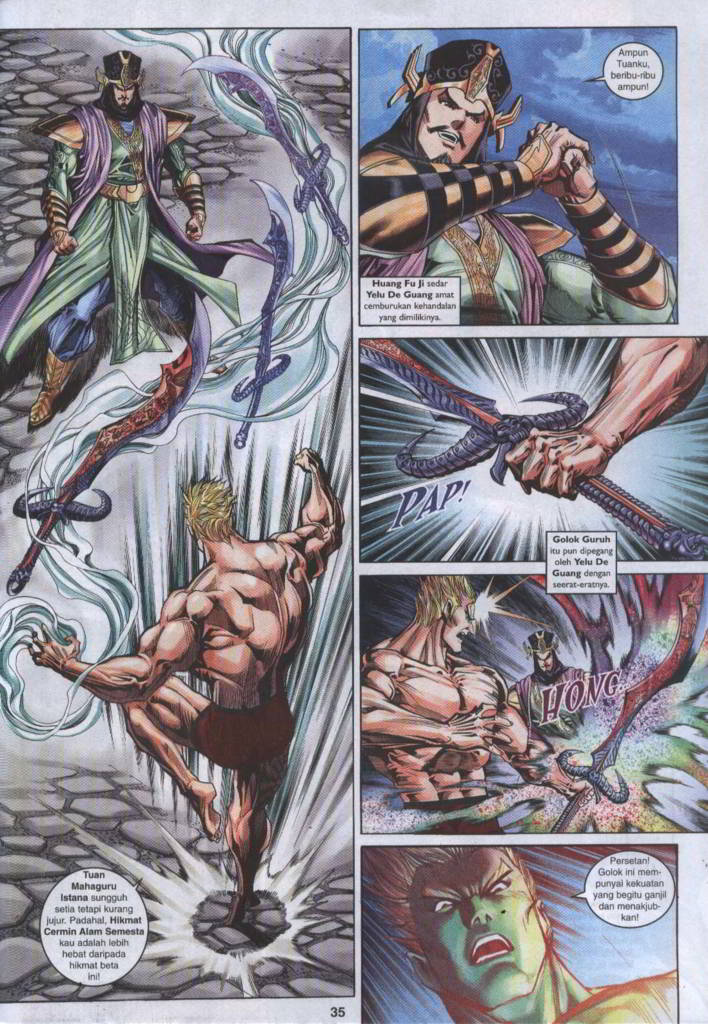 Tuan
Mahaguru
Istana sungguh
setia tetapi kurang
jujur. Padahal, Hikmat
Cermin Alam Semesta
kau adalah lebih
hebat daripada
hikmat beta
ini!
Ampun
Tuanku,
beribu-ribu
ampun!
Huang Fu Ji sedar
Yelu De Guang amat
cemburukan kehandalan
yang dimilikinya.
PAP!
Golok Guruh
itu pun dipegang
oleh Yelu De
Guang dengan
seerat-eratnya.
HONG...
Persetan!
Golok ini mem-
punyai kekuatan
yang begitu ganjil
dan menakjub-
kan!
35